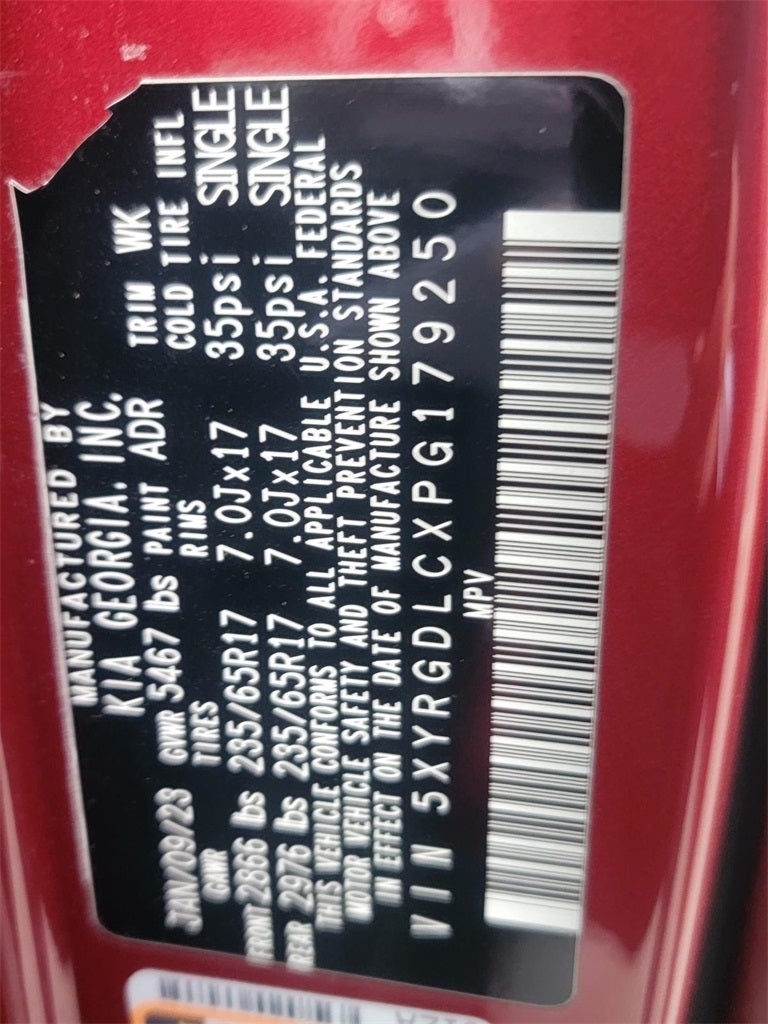 MANUFACTURED BY
KIA GEORGIA. INC.
JAN/09/23 GVWR 5467 lbs PAINT ADR TRIM WK
GAWR TIRES RIMS COLD TIRE INFL
FRONT 2866 lbs 235/65R17 7.0Jx17 35psi SINGLE
REAR 2976 lbs 235/65R17 7.0Jx17 35psi SINGLE
THIS VEHICLE CONFORMS TO ALL APPLICABLE U.S.A. FEDERAL
MOTOR VEHICLE SAFETY AND THEFT PREVENTION STANDARDS
IN EFFECT ON THE DATE OF MANUFACTURE SHOWN ABOVE
VIN 5XYRGDLCXPG179250
MPV